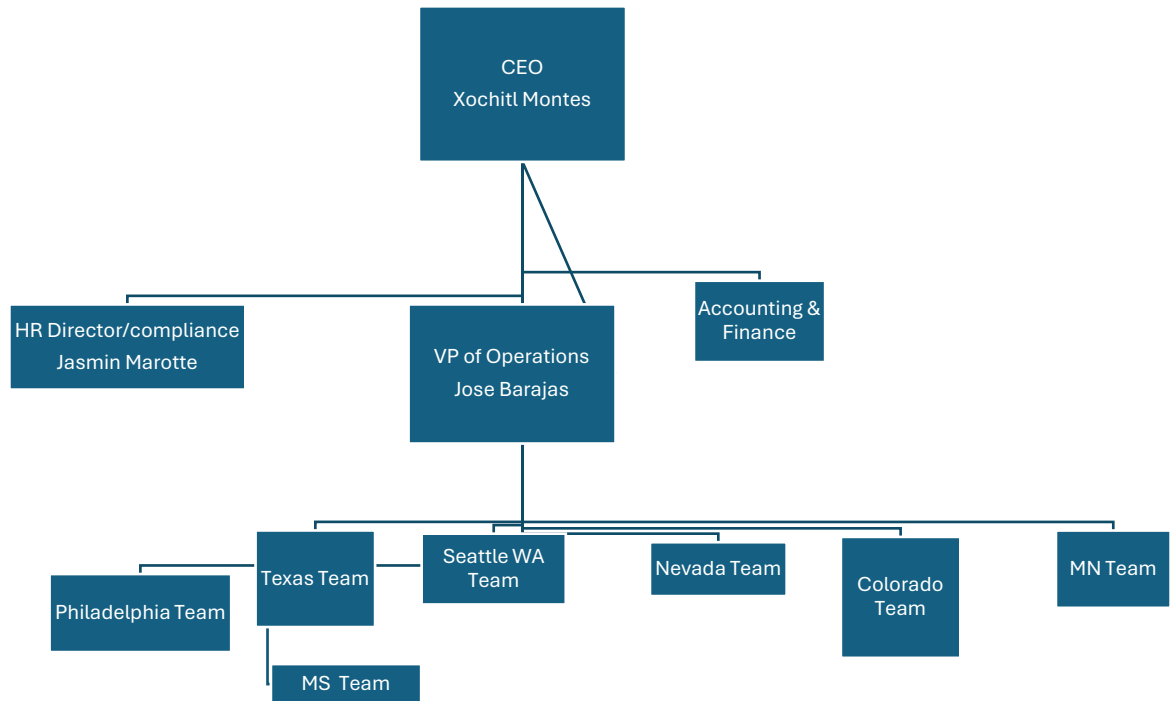 CEO
Xochitl Montes
HR Director/compliance
Jasmin Marotte
VP of Operations
Jose Barajas
Accounting &
Finance
Philadelphia Team
Texas Team
Seattle WA
Team
Nevada Team
Colorado
Team
MN Team
MS  Team